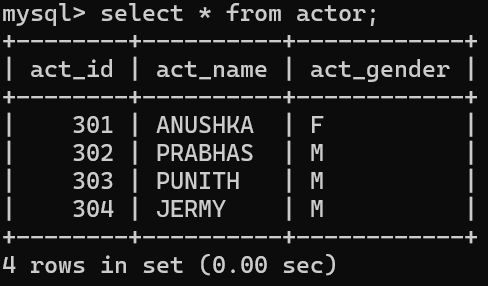 mysql> select * from actor;
+--------+----------+------------+
| act_id | act_name | act_gender |
+--------+----------+------------+
|    301 | ANUSHKA  | F          |
|    302 | PRABHAS  | M          |
|    303 | PUNITH   | M          |
|    304 | JERMY    | M          |
+--------+----------+------------+
4 rows in set (0.00 sec)